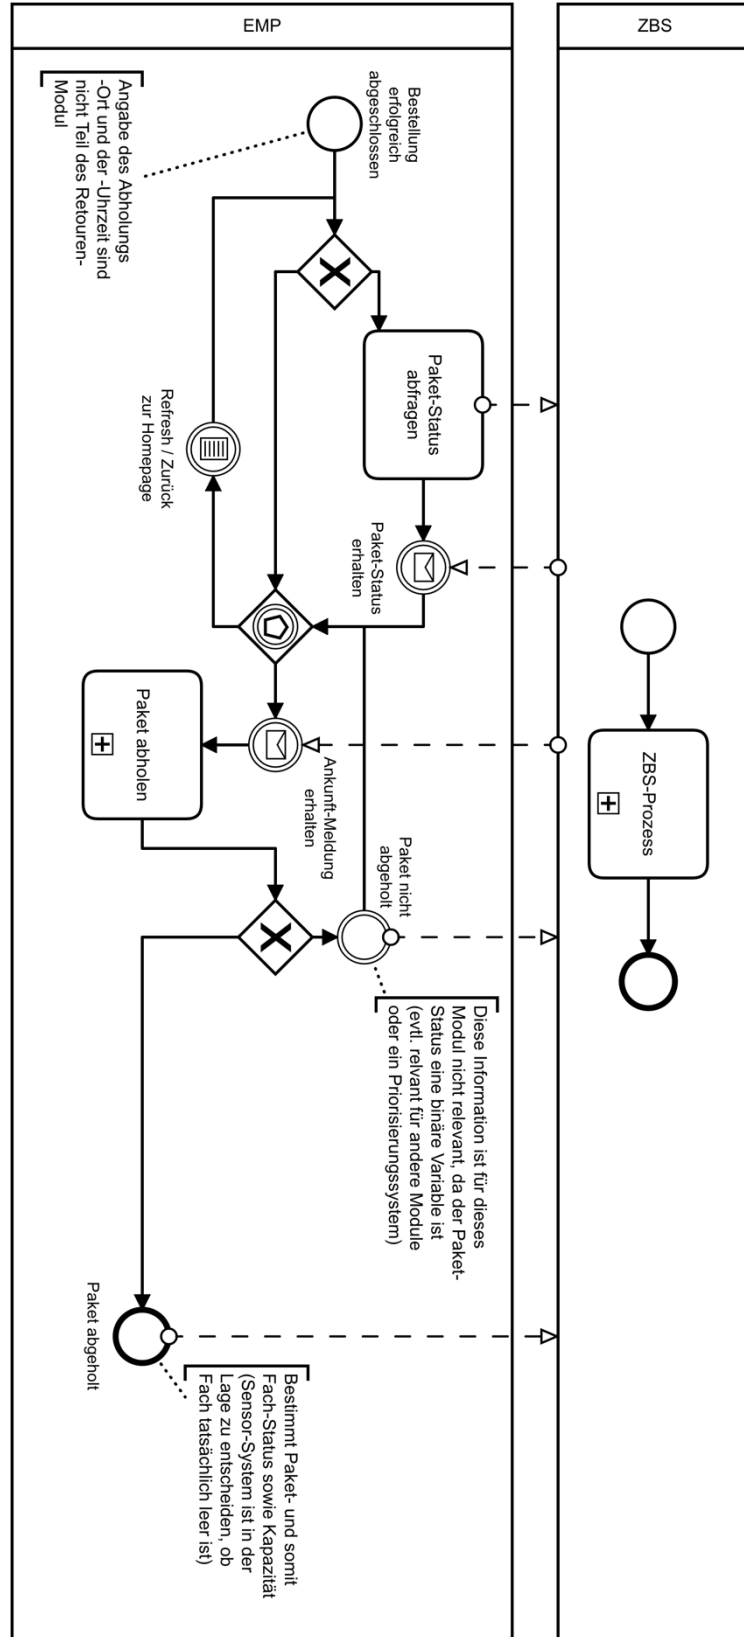 EMP
ZBS
Bestellung
erfolgreich
abgeschlossen
Angabe des Abholungs
-Ort und der -Uhrzeit sind
nicht Teil des Retouren-
Modul
Paket-Status
abfragen
Refresh / Zurück
zur Homepage
Paket-Status
erhalten
Ankunft-Meldung
erhalten
Paket abholen
Paket nicht
abgeholt
Diese Information ist für dieses
Modul nicht relevant, da der Paket-
Status eine binäre Variable ist
(evtl. relvant für andere Module
oder ein Priorisierungssystem)
Paket abgeholt
Bestimmt Paket- und somit
Fach-Status sowie Kapazität
(Sensor-System ist in der
Lage zu entscheiden, ob
Fach tatsächlich leer ist)
ZBS-Prozess